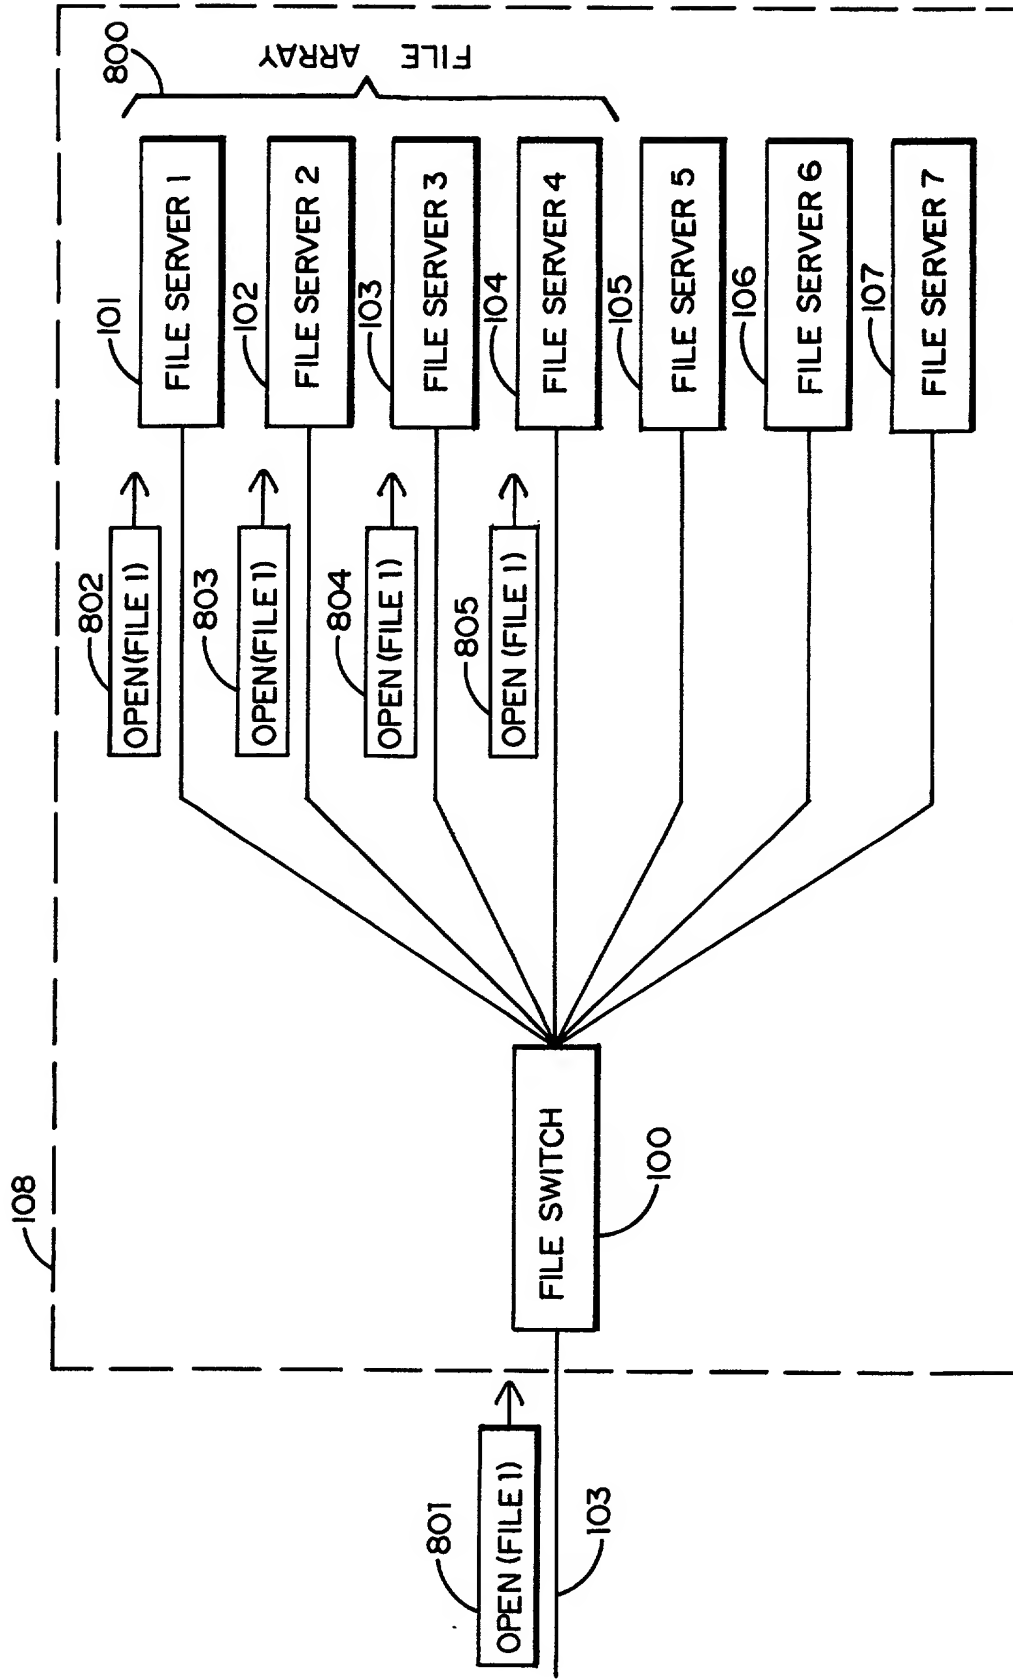 108
800
FILE ARRAY
101
FILE SERVER 1
802
OPEN(FILE 1)
102
FILE SERVER 2
803
OPEN(FILE 1)
103
FILE SERVER 3
804
OPEN (FILE 1)
104
FILE SERVER 4
805
OPEN (FILE 1)
105
FILE SERVER 5
106
FILE SERVER 6
107
FILE SERVER 7
801
OPEN (FILE 1)
103
FILE SWITCH
100